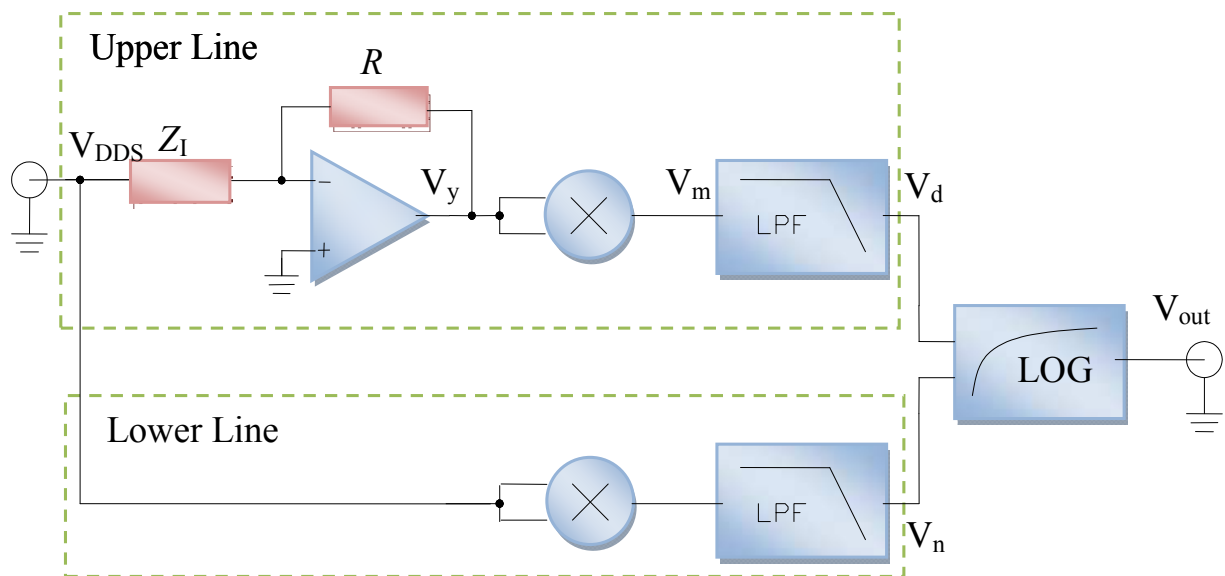 Upper Line
R
V_DDS
Z_I
−
+
V_y
V_m
LPF
V_d
V_out
LOG
Lower Line
LPF
V_n